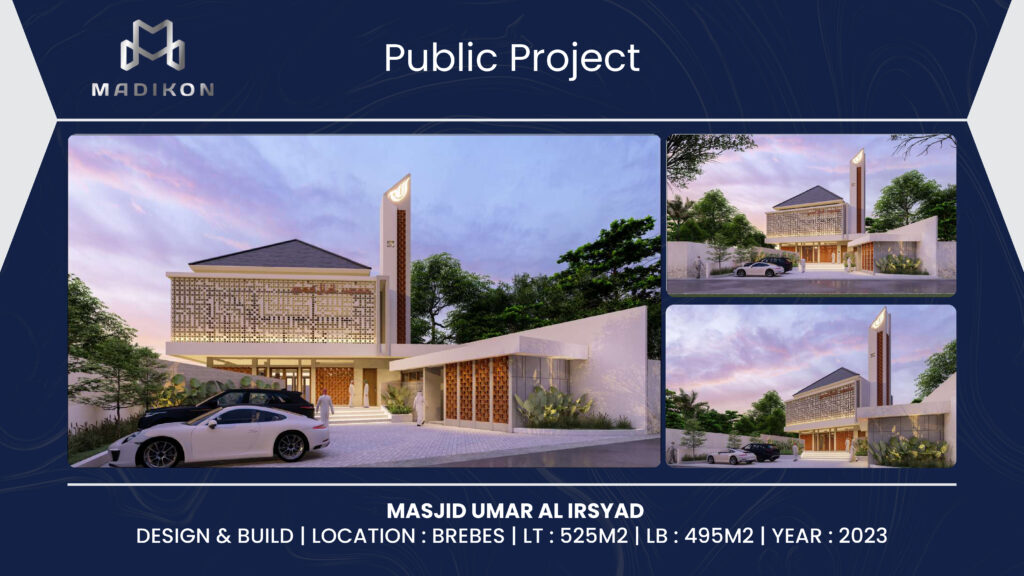 MADIKON
Public Project
MASJID UMAR AL IRSYAD
DESIGN & BUILD | LOCATION : BREBES | LT : 525M2 | LB : 495M2 | YEAR : 2023